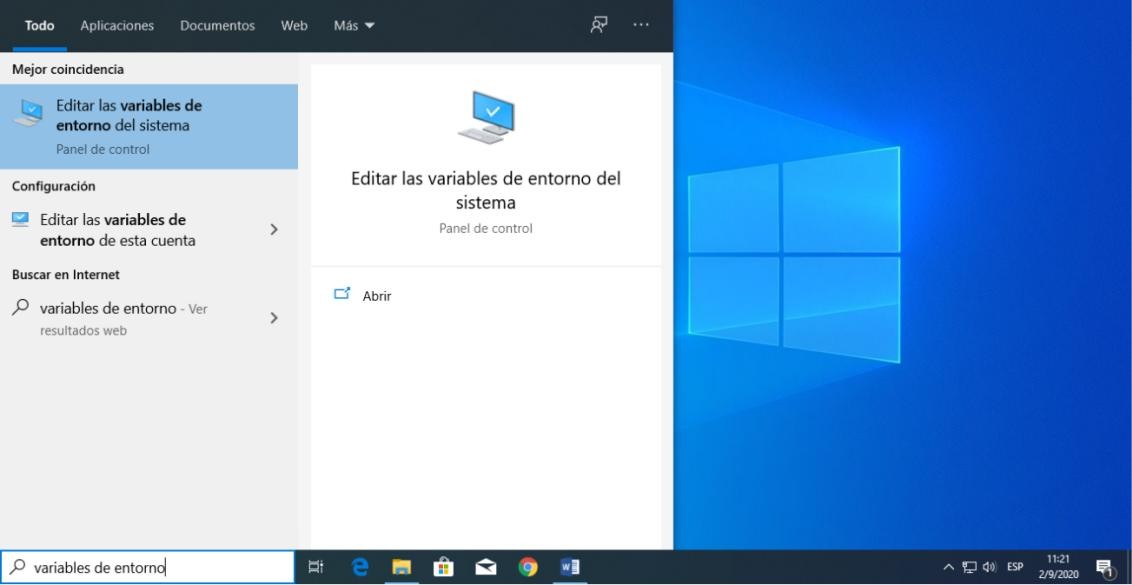 Todo Aplicaciones Documentos Web Más
Mejor coincidencia
Editar las variables de
entorno del sistema
Panel de control
Configuración
Editar las variables de
entorno de esta cuenta
Buscar en Internet
variables de entorno - Ver
resultados web
Editar las variables de entorno del
sistema
Panel de control
Abrir
variables de entorno
ESP
11:21
2/9/2020
1